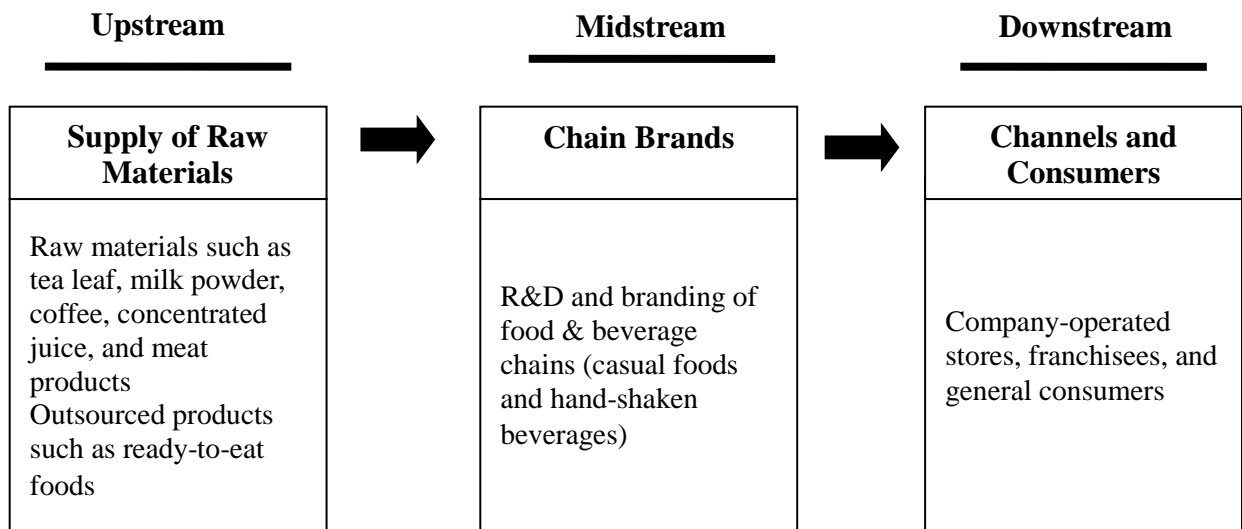 Upstream
Midstream
Downstream
Supply of Raw
Materials
Raw materials such as
tea leaf, milk powder,
coffee, concentrated
juice, and meat
products
Outsourced products
such as ready-to-eat
foods
Chain Brands
R&D and branding of
food & beverage
chains (casual foods
and hand-shaken
beverages)
Channels and
Consumers
Company-operated
stores, franchisees, and
general consumers